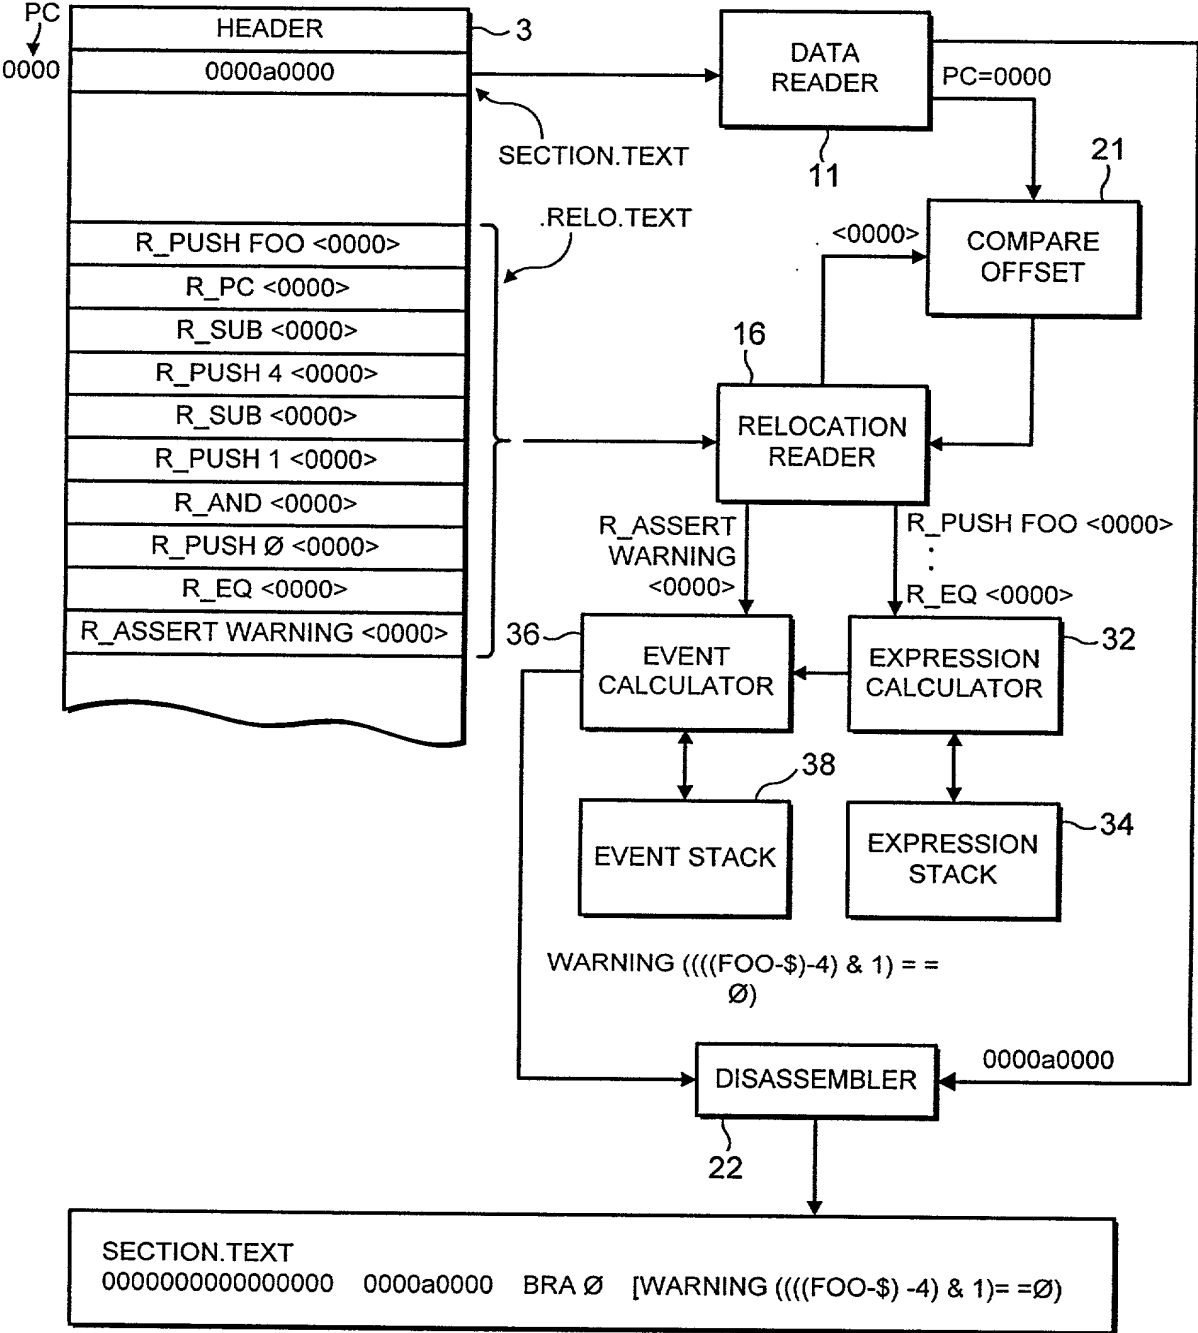 PC
HEADER
3
0000
0000a0000
SECTION.TEXT
.RELO.TEXT
R_PUSH FOO <0000>
R_PC <0000>
R_SUB <0000>
R_PUSH 4 <0000>
R_SUB <0000>
R_PUSH 1 <0000>
R_AND <0000>
R_PUSH Ø <0000>
R_EQ <0000>
R_ASSERT WARNING <0000>
DATA
READER
11
PC=0000
21
COMPARE
OFFSET
<0000>
16
RELOCATION
READER
R_ASSERT
WARNING
<0000>
R_PUSH FOO <0000>
R_EQ <0000>
36
EVENT
CALCULATOR
EXPRESSION
CALCULATOR
32
38
EVENT STACK
EXPRESSION
STACK
34
WARNING ((((FOO-$)-4) & 1) = =
Ø)
DISASSEMBLER
0000a0000
22
SECTION.TEXT
0000000000000000 0000a0000 BRA Ø [WARNING ((((FOO-$) -4) & 1)= =Ø)